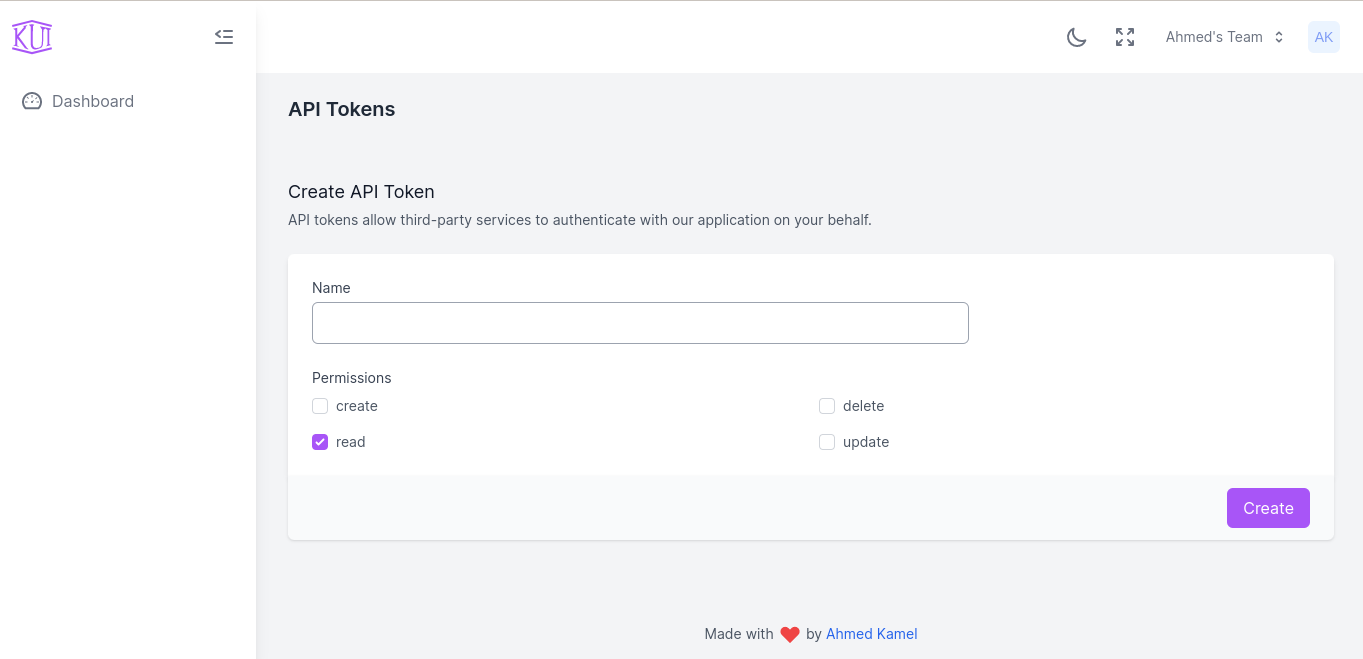 KUI
Ahmed's Team
AK
Dashboard
API Tokens
Create API Token
API tokens allow third-party services to authenticate with our application on your behalf.
Name
Permissions
create
delete
read
update
Create
Made with ❤ by Ahmed Kamel